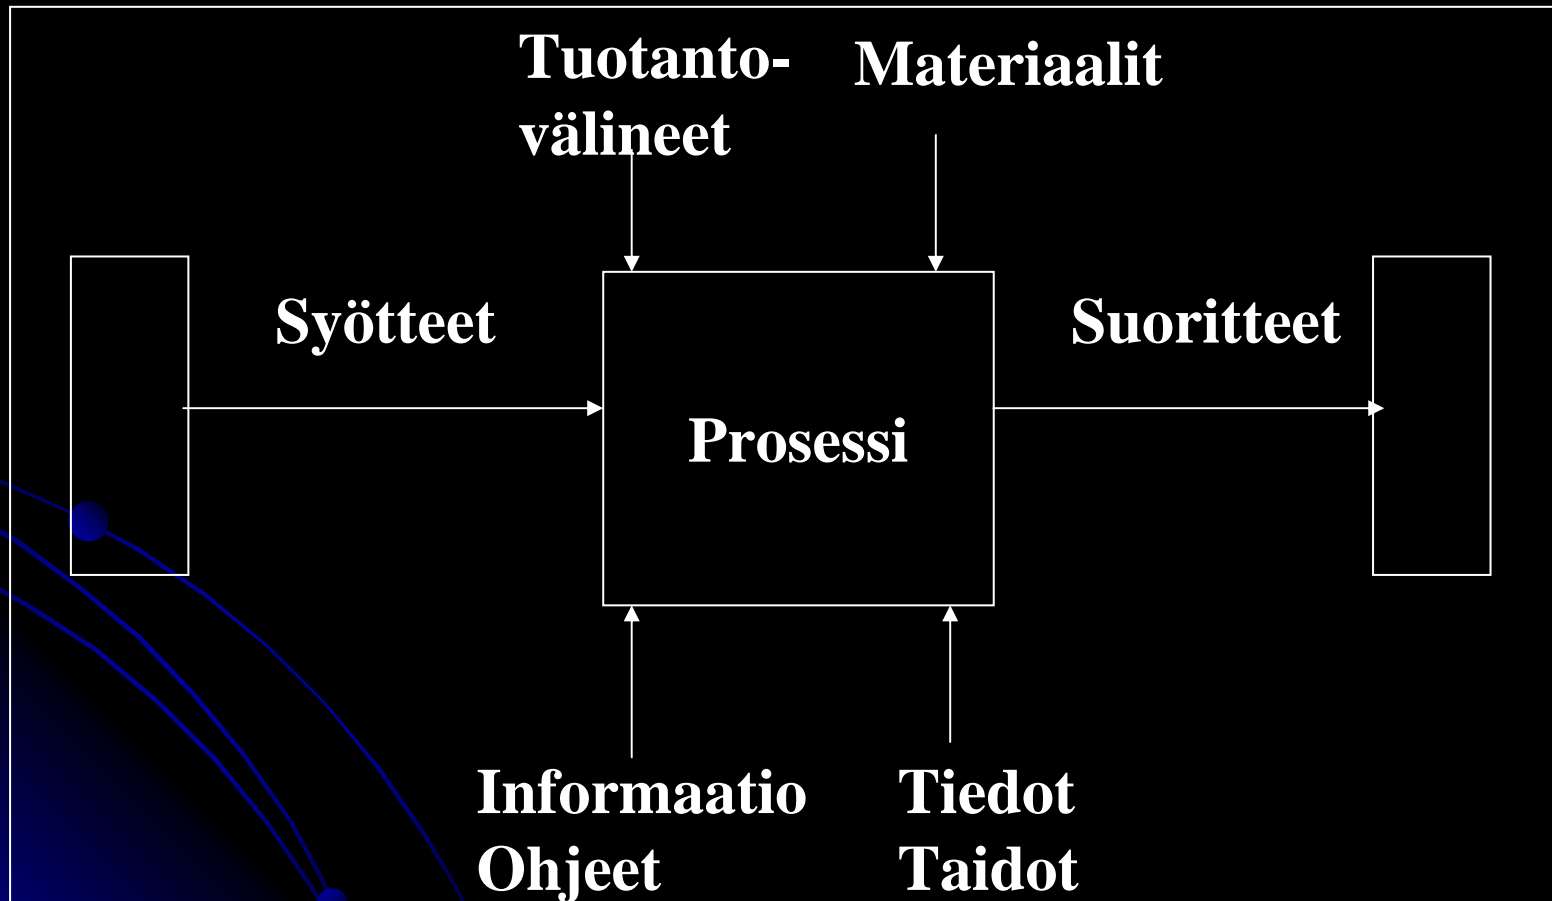 Tuotanto-
välineet
Materiaalit
Syötteet
Suoritteet
Prosessi
Informaatio
Ohjeet
Tiedot
Taidot